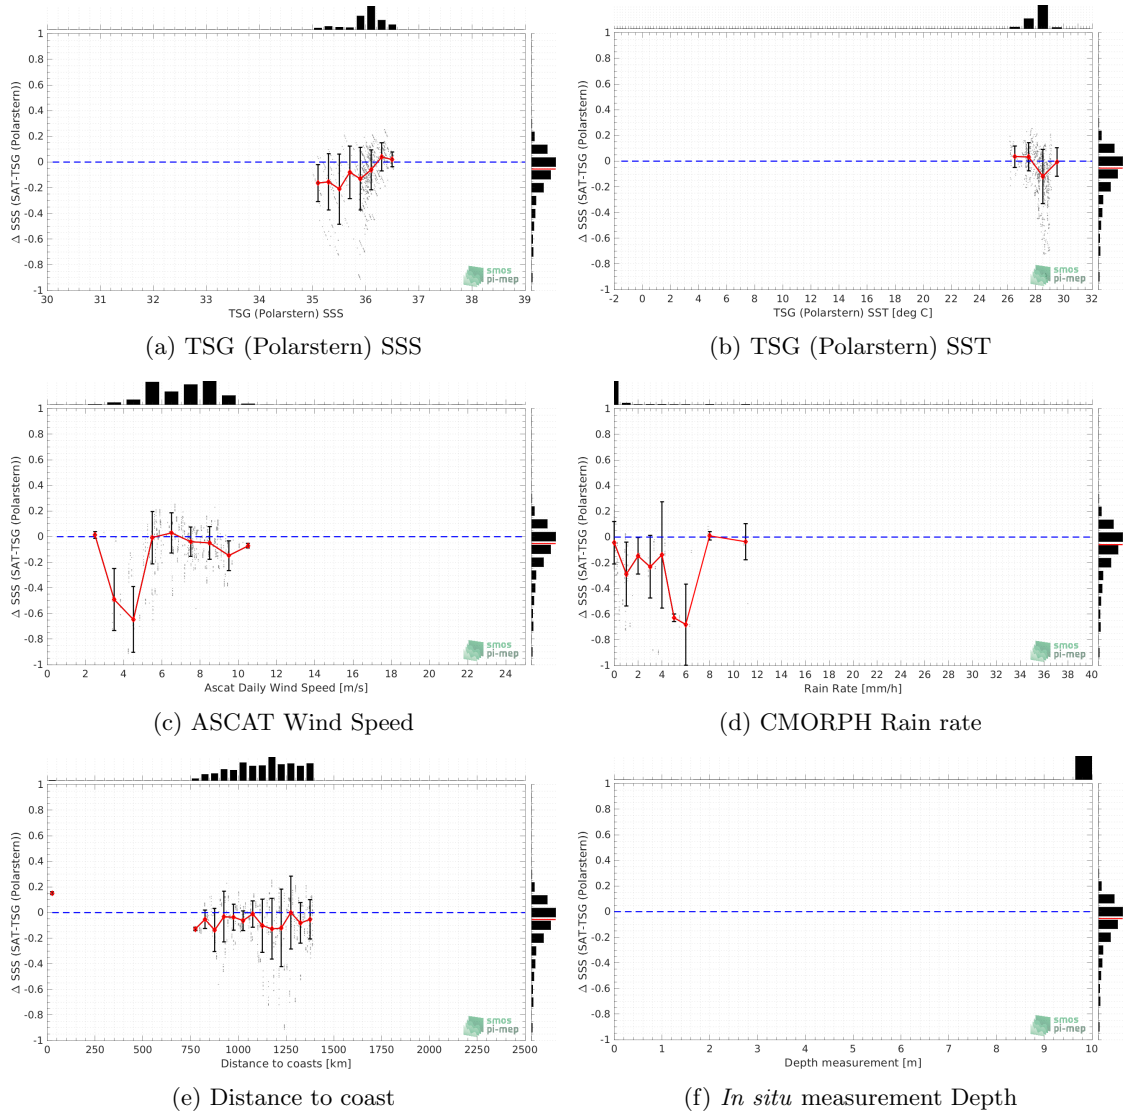 1
0.8
0.6
0.4
0.2
0
-0.2
-0.4
-0.6
-0.8
-1
Δ SSS (SAT-TSG (Polarstern))
30 31 32 33 34 35 36 37 38 39
TSG (Polarstern) SSS
smos
pi-mep
(a) TSG (Polarstern) SSS
1
0.8
0.6
0.4
0.2
0
-0.2
-0.4
-0.6
-0.8
-1
Δ SSS (SAT-TSG (Polarstern))
-2 0 2 4 6 8 10 12 14 16 18 20 22 24 26 28 30 32
TSG (Polarstern) SST [deg C]
smos
pi-mep
(b) TSG (Polarstern) SST
1
0.8
0.6
0.4
0.2
0
-0.2
-0.4
-0.6
-0.8
-1
Δ SSS (SAT-TSG (Polarstern))
0 2 4 6 8 10 12 14 16 18 20 22 24
Ascat Daily Wind Speed [m/s]
smos
pi-mep
(c) ASCAT Wind Speed
1
0.8
0.6
0.4
0.2
0
-0.2
-0.4
-0.6
-0.8
-1
Δ SSS (SAT-TSG (Polarstern))
0 2 4 6 8 10 12 14 16 18 20 22 24 26 28 30 32 34 36 38 40
Rain Rate [mm/h]
smos
pi-mep
(d) CMORPH Rain rate
1
0.8
0.6
0.4
0.2
0
-0.2
-0.4
-0.6
-0.8
-1
Δ SSS (SAT-TSG (Polarstern))
0 250 500 750 1000 1250 1500 1750 2000 2250 2500
Distance to coasts [km]
smos
pi-mep
(e) Distance to coast
1
0.8
0.6
0.4
0.2
0
-0.2
-0.4
-0.6
-0.8
-1
Δ SSS (SAT-TSG (Polarstern))
0 1 2 3 4 5 6 7 8 9 10
Depth measurement [m]
smos
pi-mep
(f) In situ measurement Depth